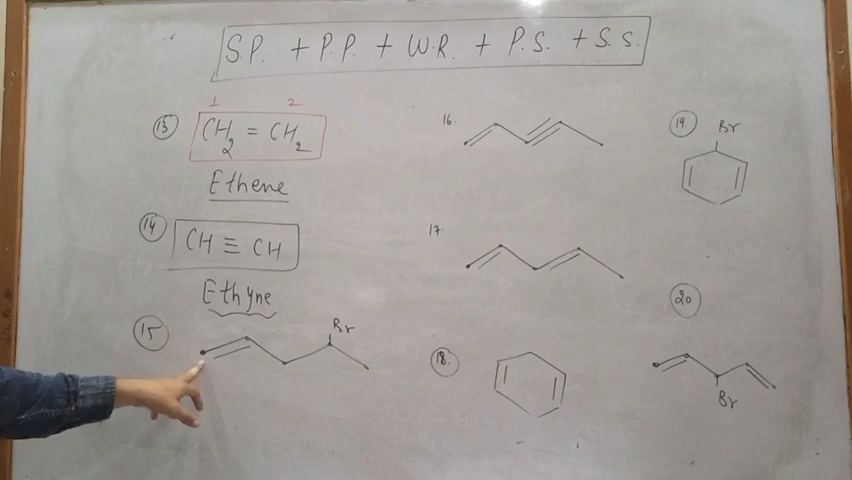 S.P. + P.P. + W.R. + P.S. + S.S.
13
1 2
CH2 = CH2
Ethene
14
CH ≡ CH
Ethyne
15
Br
16.
17.
18.
19.
Br
20
Br